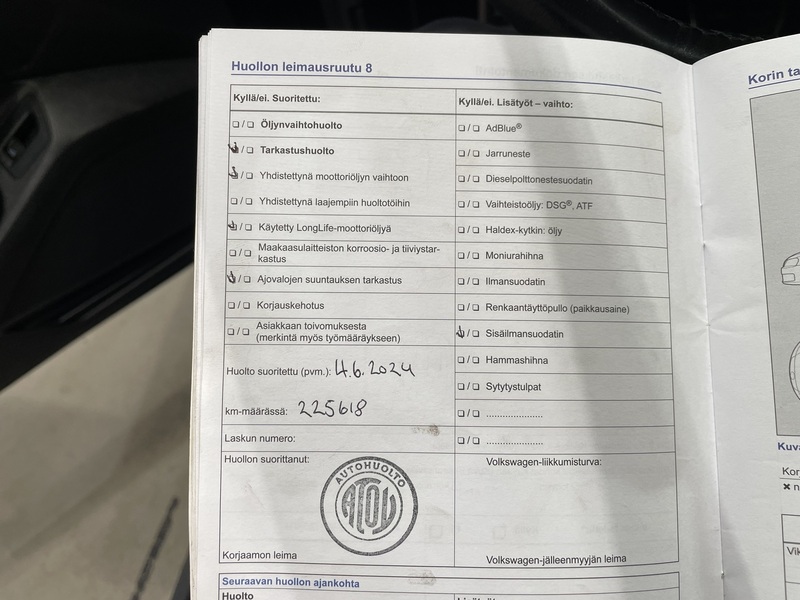 Huollon leimausruutu 8
Kyllä/ei. Suoritettu:
❏ / ❏ Öljynvaihtohuolto
❏ / ❏ Tarkastushuolto
❏ / ❏ Yhdistettynä moottoriöljyn vaihtoon
❏ / ❏ Yhdistettynä laajempiin huoltotöihin
❏ / ❏ Käytetty LongLife-moottoriöljyä
❏ / ❏ Maakaasulaitteiston korroosio- ja tiiviystar-
kastus
❏ / ❏ Ajovalojen suuntauksen tarkastus
❏ / ❏ Korjauskehotus
❏ / ❏ Asiakkaan toivomuksesta
(merkintä myös työmääräykseen)
Huolto suoritettu (pvm.): 4.6.2024
km-määrässä: 225618
Laskun numero:
Huollon suorittanut:
AUTOHUOLTO
Korjaamon leima
Kyllä/ei. Lisätyöt – vaihto:
❏ / ❏ AdBlue®
❏ / ❏ Jarruneste
❏ / ❏ Dieselpolttonestesuodatin
❏ / ❏ Vaihteistoöljy: DSG®, ATF
❏ / ❏ Haldex-kytkin: öljy
❏ / ❏ Moniurahihna
❏ / ❏ Ilmansuodatin
❏ / ❏ Renkaantäyttöpullo (paikkausaine)
❏ / ❏ Sisäilmansuodatin
❏ / ❏ Hammashihna
❏ / ❏ Sytytystulpat
❏ / ❏ .....................
❏ / ❏ .....................
Volkswagen-liikkumisturva:
Volkswagen-jälleenmyyjän leima
Seuraavan huollon ajankohta
Huolto
Korin ta
Kuva
Kor
✖ n
Vik